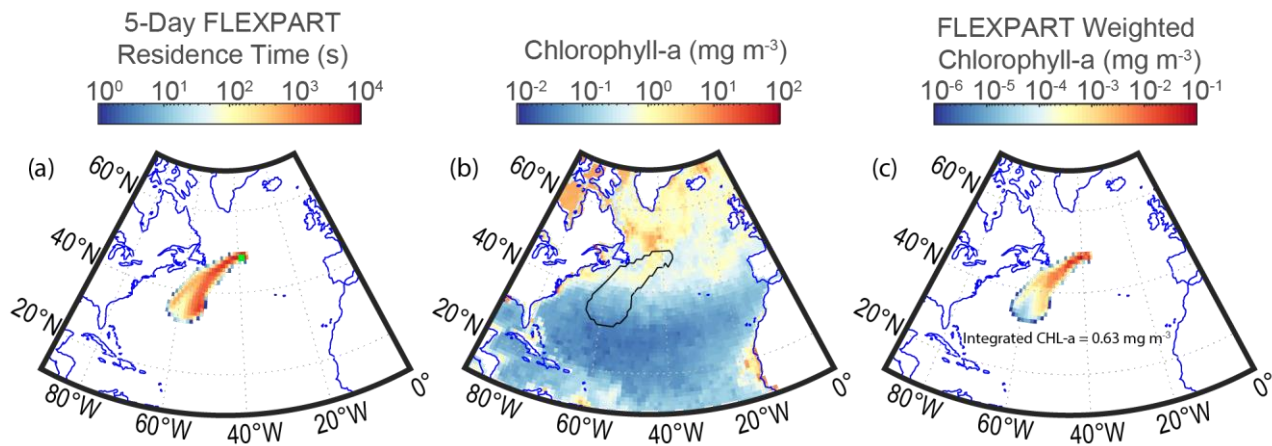 5-Day FLEXPART
Residence Time (s)
10⁰ 10¹ 10² 10³ 10⁴
(a)
60°N
40°N
20°N
80°W
60°W
40°W
20°W
0°
Chlorophyll-a (mg m⁻³)
10⁻² 10⁻¹ 10⁰ 10¹ 10²
(b)
60°N
40°N
20°N
80°W
60°W
40°W
20°W
0°
FLEXPART Weighted
Chlorophyll-a (mg m⁻³)
10⁻⁶ 10⁻⁵ 10⁻⁴ 10⁻³ 10⁻² 10⁻¹
(c)
60°N
40°N
20°N
Integrated CHL-a = 0.63 mg m⁻³
80°W
60°W
40°W
20°W
0°